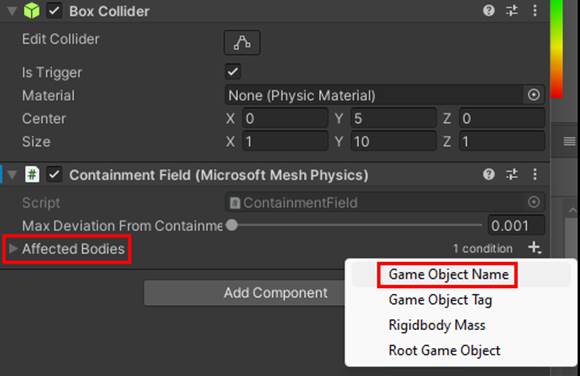 Box Collider
Edit Collider
Is Trigger
Material None (Physic Material)
Center X 0 Y 5 Z 0
Size X 1 Y 10 Z 1
# Containment Field (Microsoft Mesh Physics)
Script # ContainmentField
Max Deviation From Containme 0.001
Affected Bodies 1 condition +
Game Object Name
Add Component
Game Object Tag
Rigidbody Mass
Root Game Object